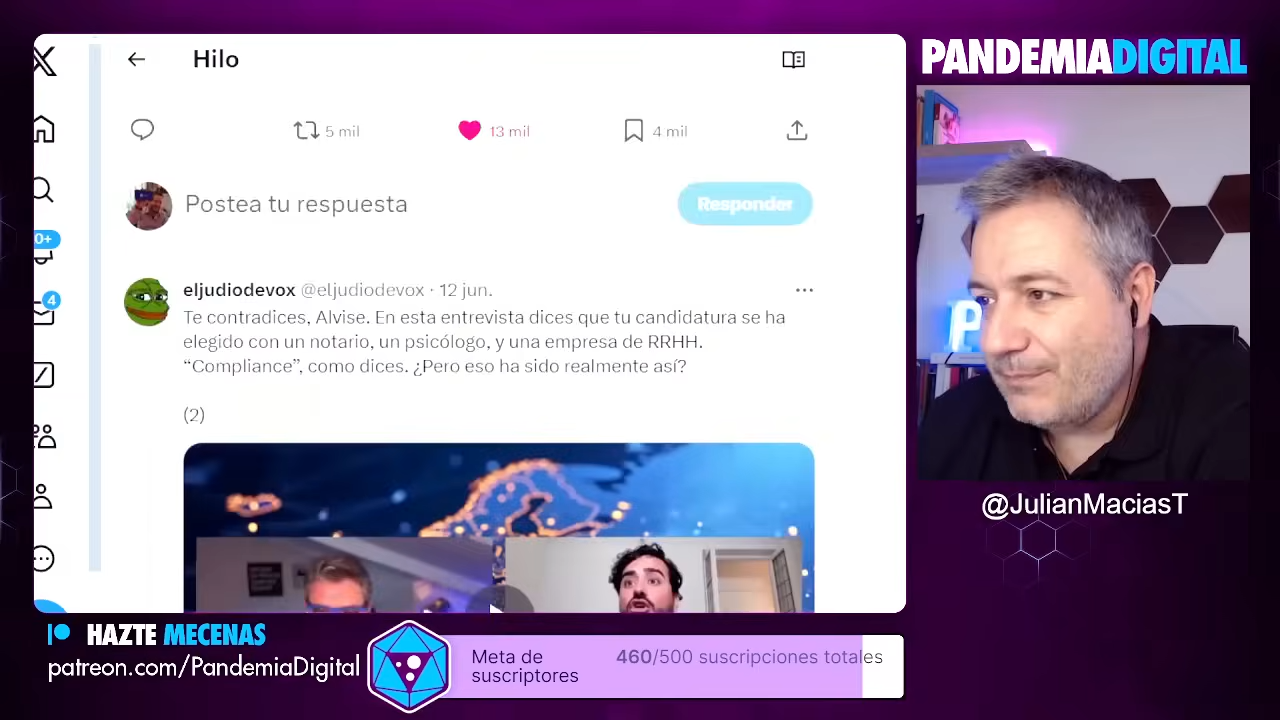 Hilo
5 mil
13 mil
4 mil
Postea tu respuesta
Responder
0+
4
eljudiodevox @eljudiodevox · 12 jun.
Te contradices, Alvise. En esta entrevista dices que tu candidatura se ha
elegido con un notario, un psicólogo, y una empresa de RRHH.
“Compliance”, como dices. ¿Pero eso ha sido realmente así?
(2)
PANDEMIADIGITAL
@JulianMaciasT
HAZTE MECENAS
patreon.com/PandemiaDigital
Meta de
suscriptores
460/500 suscripciones totales